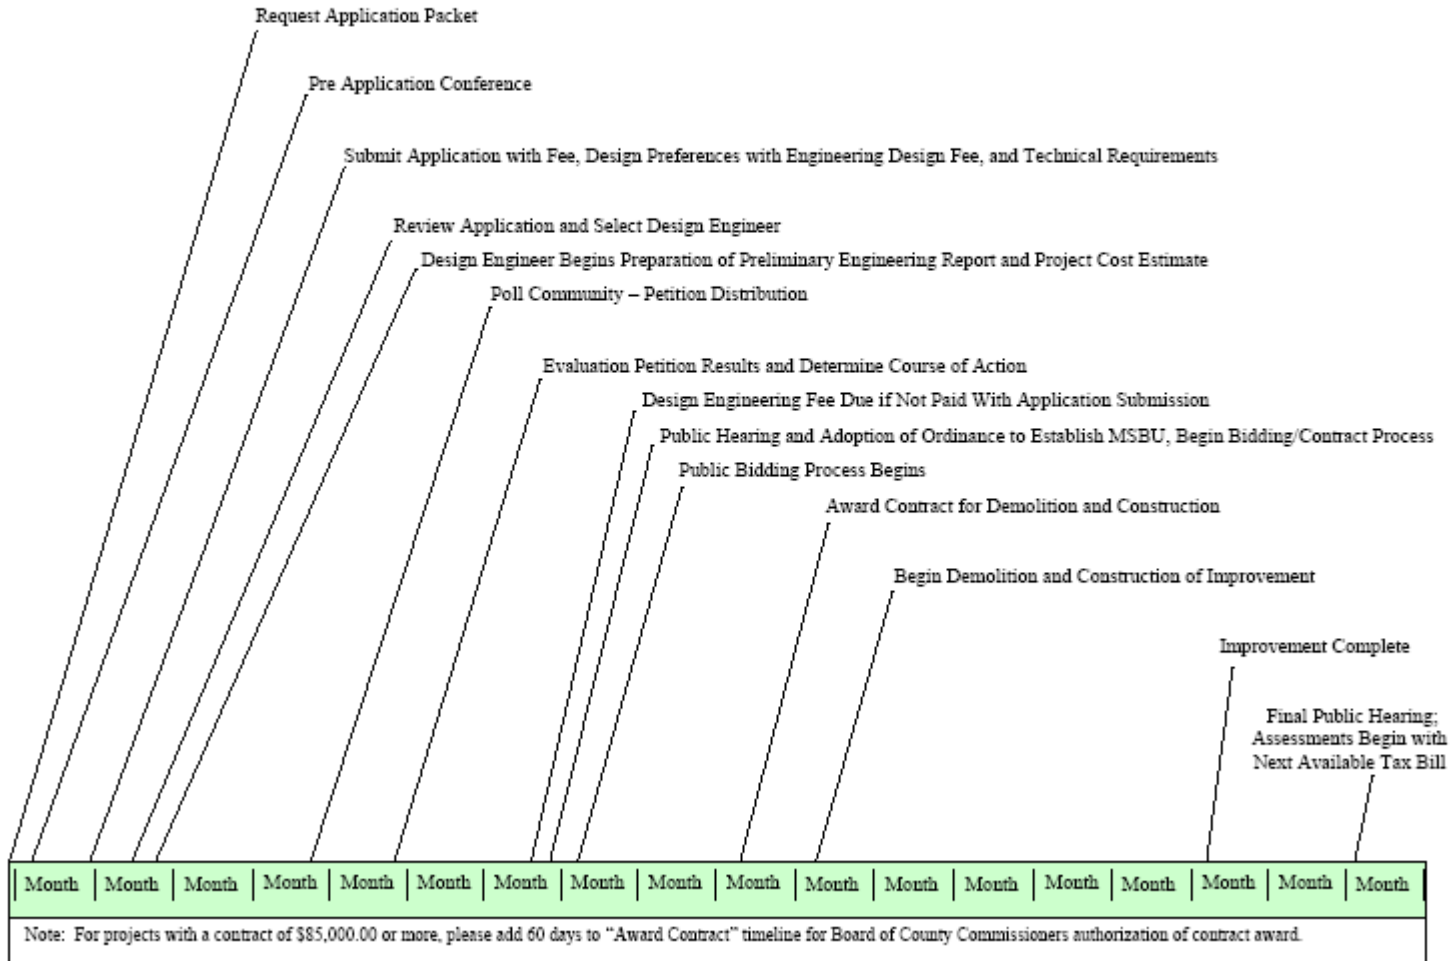 Request Application Packet
Pre Application Conference
Submit Application with Fee, Design Preferences with Engineering Design Fee, and Technical Requirements
Review Application and Select Design Engineer
Design Engineer Begins Preparation of Preliminary Engineering Report and Project Cost Estimate
Poll Community – Petition Distribution
Evaluation Petition Results and Determine Course of Action
Design Engineering Fee Due if Not Paid With Application Submission
Public Hearing and Adoption of Ordinance to Establish MSBU, Begin Bidding/Contract Process
Public Bidding Process Begins
Award Contract for Demolition and Construction
Begin Demolition and Construction of Improvement
Improvement Complete
Final Public Hearing;
Assessments Begin with
Next Available Tax Bill
Month Month Month Month Month Month Month Month Month Month Month Month Month Month Month Month Month Month
Note: For projects with a contract of $85,000.00 or more, please add 60 days to “Award Contract” timeline for Board of County Commissioners authorization of contract award.